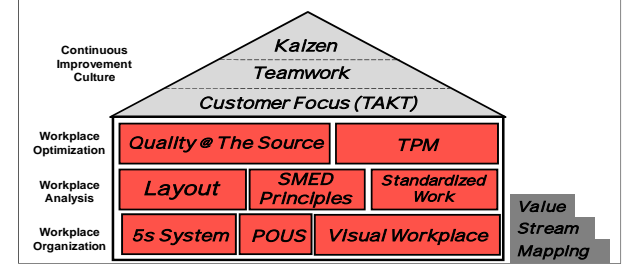 Kaizen
Continuous
Improvement
Culture
Teamwork
Customer Focus (TAKT)
Workplace
Optimization
Quality @ The Source
TPM
Workplace
Analysis
Layout
SMED
Principles
Standardized
Work
Workplace
Organization
5s System
POUS
Visual Workplace
Value
Stream
Mapping